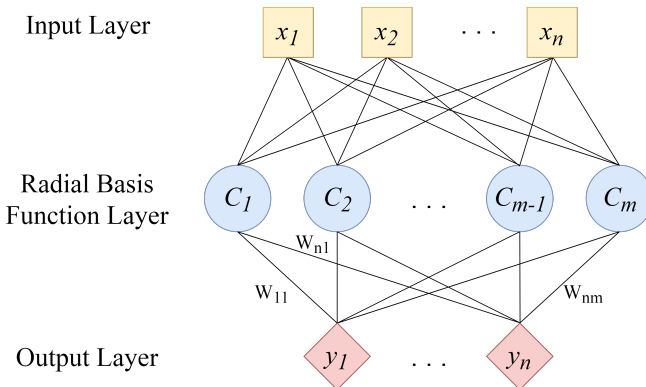 Input Layer
x1 x2 . . . xn
Radial Basis
Function Layer
C1 C2 . . . Cm-1 Cm
Wn1
W11 Wnm
Output Layer
y1 . . . yn